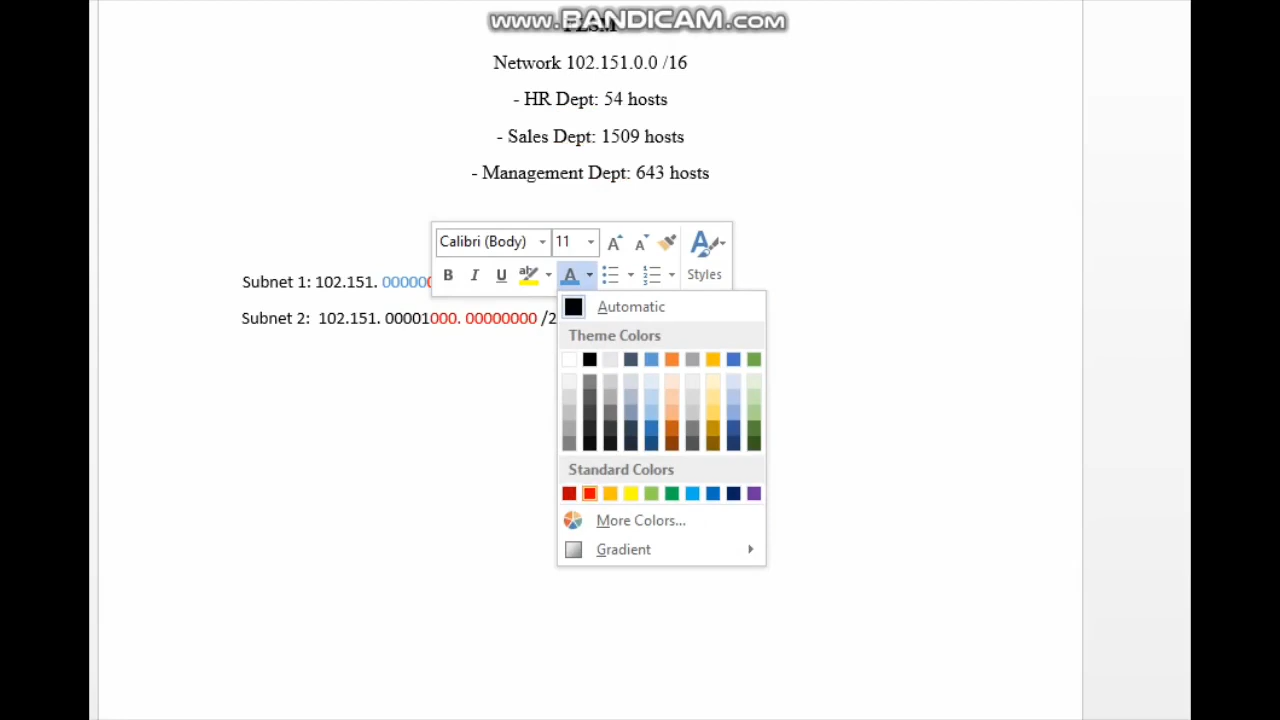 www.BANDICAM.com
Network 102.151.0.0 /16
- HR Dept: 54 hosts
- Sales Dept: 1509 hosts
- Management Dept: 643 hosts
Calibri (Body) 11 A A A
B I U aby A Styles
Subnet 1: 102.151. 000000
Subnet 2: 102.151. 00001000. 00000000 /2
Automatic
Theme Colors
Standard Colors
More Colors...
Gradient